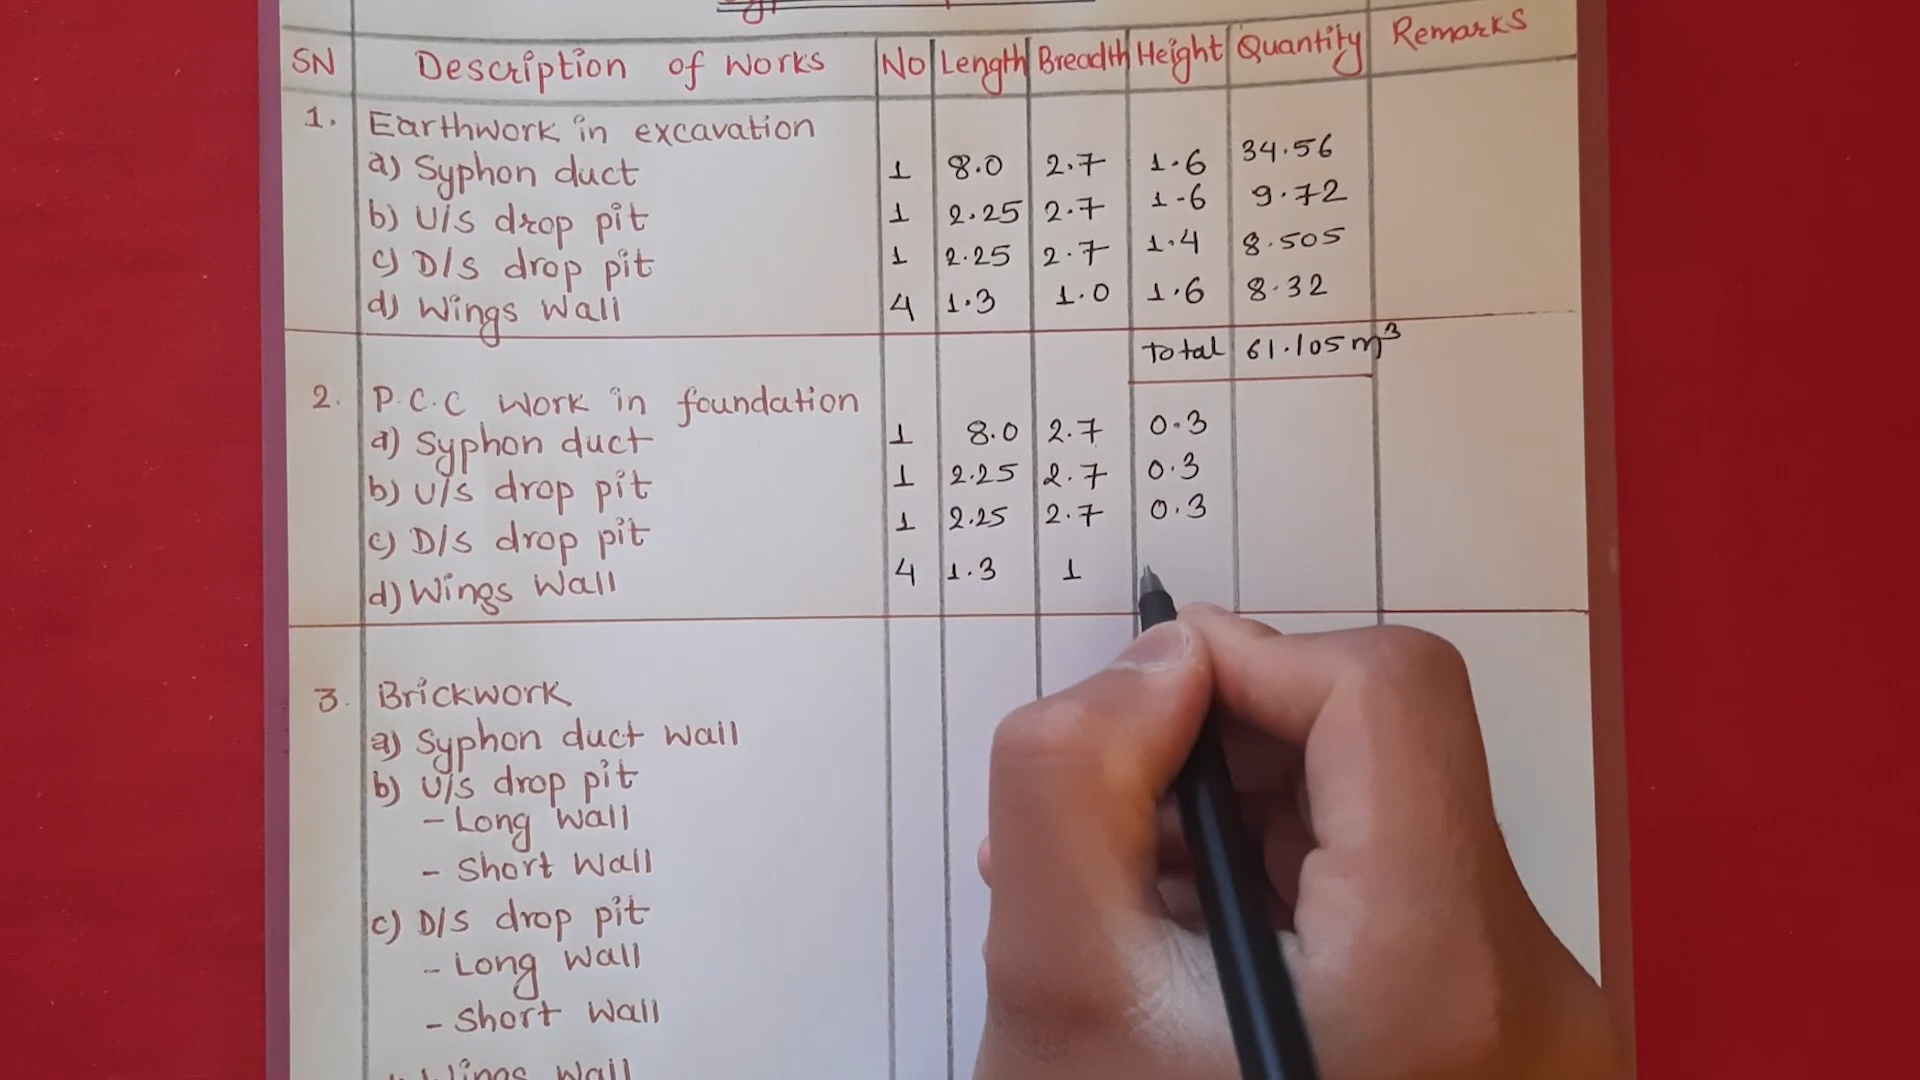 SN Description of works No Length Breadth Height Quantity Remarks
1. Earthwork in excavation
a) Syphon duct 1 8.0 2.7 1.6 34.56
b) U/s drop pit 1 2.25 2.7 1-6 9.72
c) D/s drop pit 1 2.25 2.7 1.4 8.505
d) Wings Wall 4 1.3 1.0 1.6 8.32
Total 61.105 m³
2. P.C.C work in foundation
a) Syphon duct 1 8.0 2.7 0.3
b) U/s drop pit 1 2.25 2.7 0.3
c) D/s drop pit 1 2.25 2.7 0.3
d) Wings Wall 4 1.3 1
3. Brickwork
a) Syphon duct wall
b) U/s drop pit
- Long Wall
- Short Wall
c) D/s drop pit
- Long Wall
- Short Wall
Wings Wall